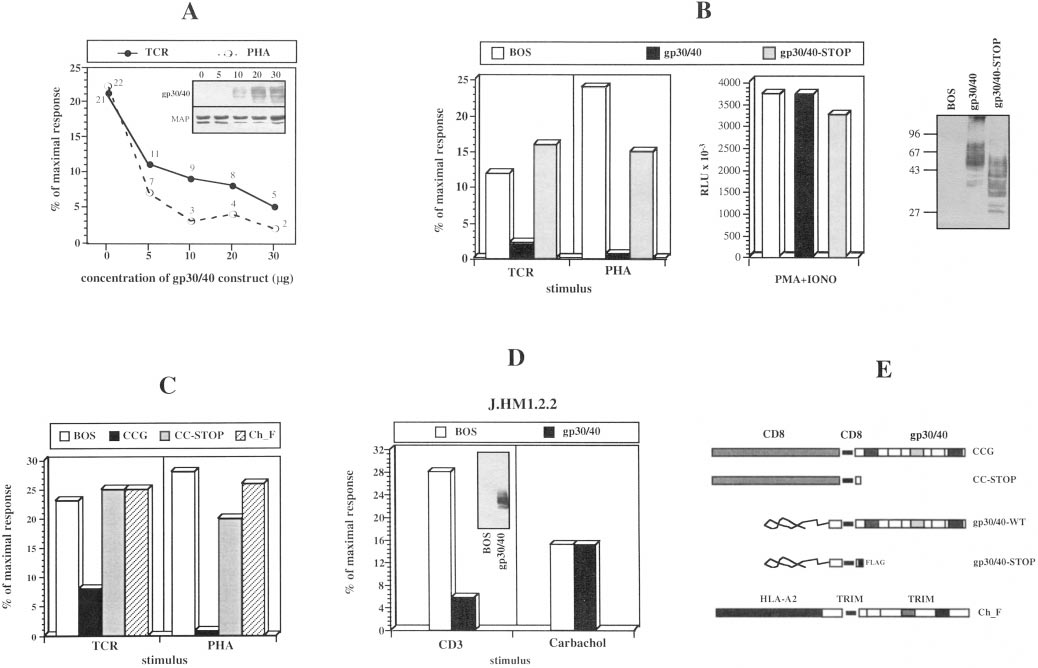 A
TCR PHA
0 5 10 20 30
gp30/40
MAP
25
20
15
10
5
0
22
21
11
9
8
5
7
3
4
2
% of maximal response
0 5 10 20 30
concentration of gp30/40 construct (μg)
B
BOS gp30/40 gp30/40-STOP
25
20
15
10
5
0
% of maximal response
TCR PHA
stimulus
4000
3500
3000
2500
2000
1500
1000
500
0
RLU x 10-3
PMA+IONO
BOS
gp30/40
gp30/40-STOP
96
67
43
27
C
BOS CCG CC-STOP Ch_F
30
25
20
15
10
5
0
% of maximal response
TCR PHA
stimulus
D
J.HM1.2.2
BOS gp30/40
32
28
24
20
16
12
8
4
0
% of maximal response
BOS
gp30/40
CD3 Carbachol
stimulus
E
CD8 CD8 gp30/40
CCG
CC-STOP
gp30/40-WT
FLAG gp30/40-STOP
HLA-A2 TRIM TRIM
Ch_F